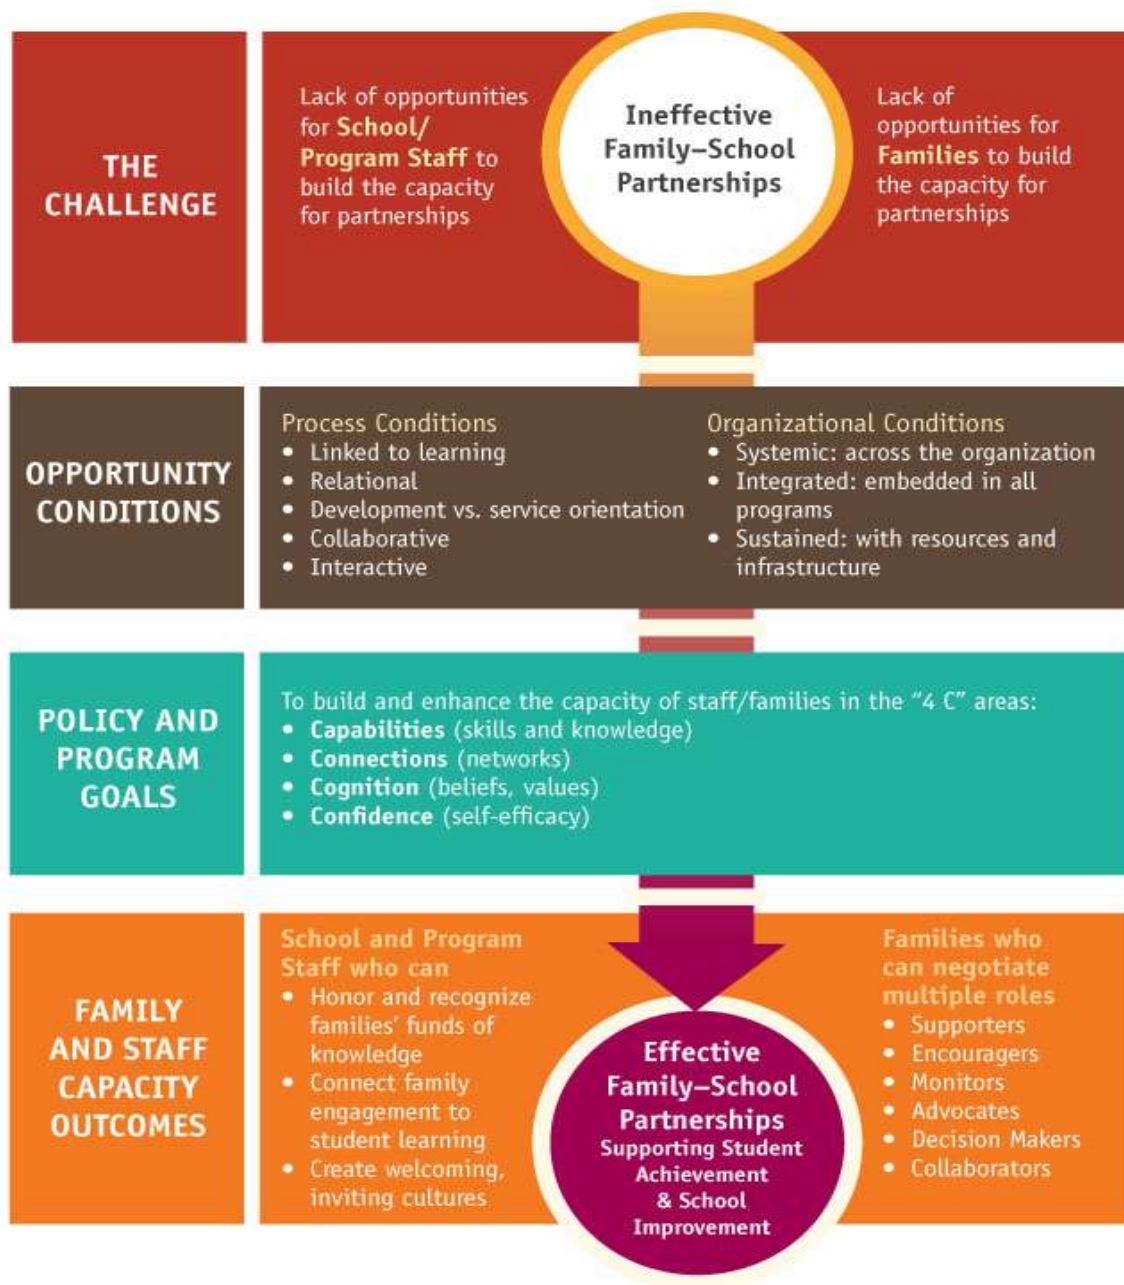 THE
CHALLENGE
Lack of opportunities
for School/
Program Staff to
build the capacity
for partnerships
Ineffective
Family–School
Partnerships
Lack of
opportunities for
Families to build
the capacity for
partnerships
OPPORTUNITY
CONDITIONS
Process Conditions
• Linked to learning
• Relational
• Development vs. service orientation
• Collaborative
• Interactive
Organizational Conditions
• Systemic: across the organization
• Integrated: embedded in all
programs
• Sustained: with resources and
infrastructure
POLICY AND
PROGRAM
GOALS
To build and enhance the capacity of staff/families in the “4 C” areas:
• Capabilities (skills and knowledge)
• Connections (networks)
• Cognition (beliefs, values)
• Confidence (self-efficacy)
FAMILY
AND STAFF
CAPACITY
OUTCOMES
School and Program
Staff who can
• Honor and recognize
families’ funds of
knowledge
• Connect family
engagement to
student learning
• Create welcoming,
inviting cultures
Effective
Family–School
Partnerships
Supporting Student
Achievement
& School
Improvement
Families who
can negotiate
multiple roles
• Supporters
• Encouragers
• Monitors
• Advocates
• Decision Makers
• Collaborators